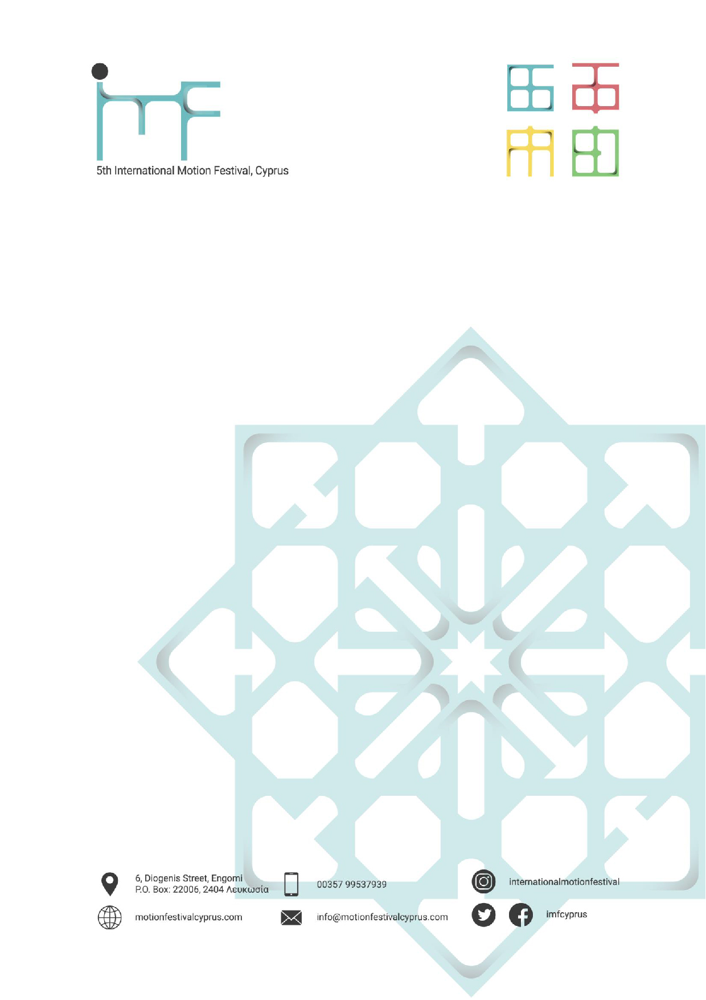 imf
5th International Motion Festival, Cyprus
6, Diogenis Street, Engomi
P.O. Box: 22006, 2404 Λευκωσία
00357 99537939
internationalmotionfestival
motionfestivalcyprus.com
info@motionfestivalcyprus.com
imfcyprus